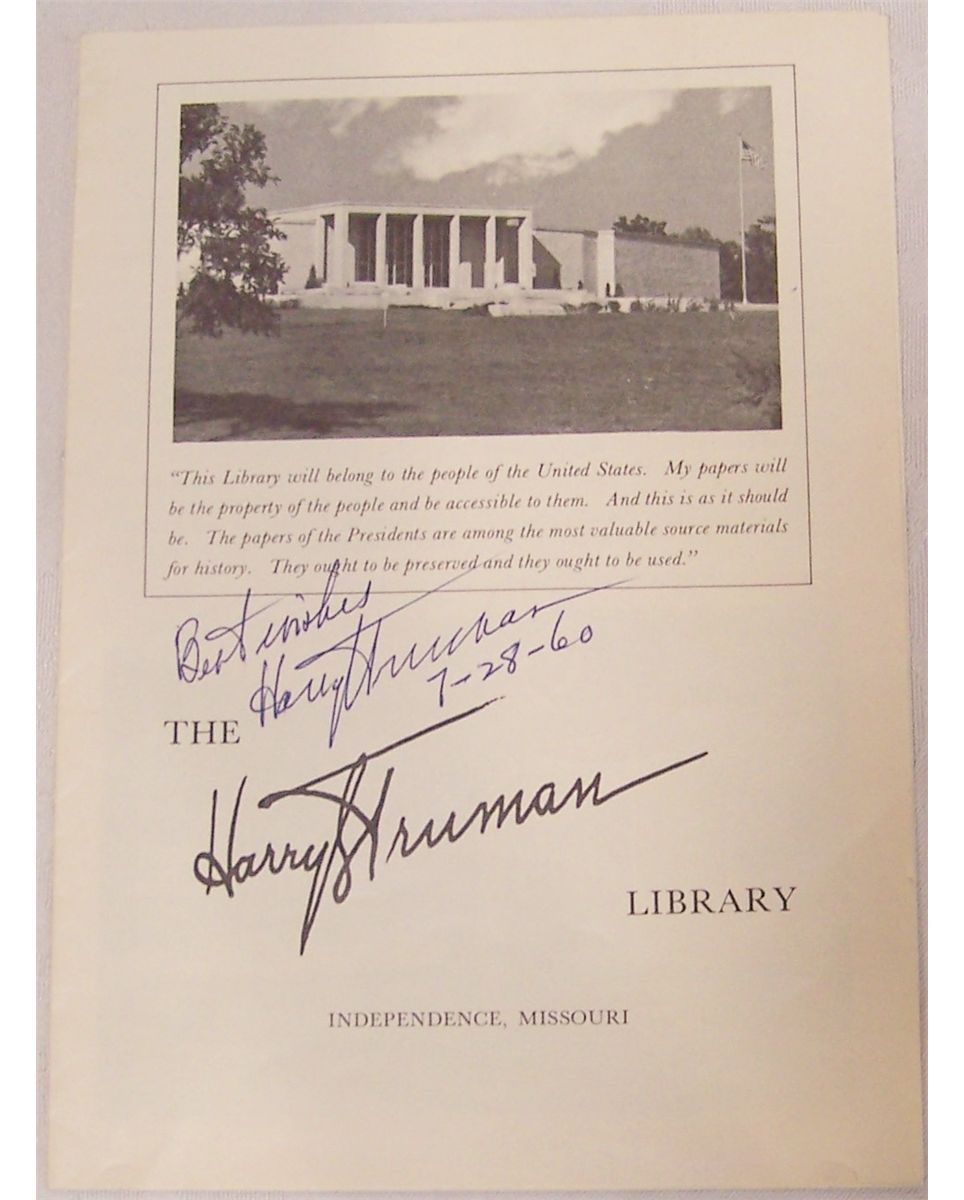 “This Library will belong to the people of the United States. My papers will
be the property of the people and be accessible to them. And this is as it should
be. The papers of the Presidents are among the most valuable source materials
for history. They ought to be preserved and they ought to be used.”
Best wishes
Harry Truman
7-28-60
THE
Harry S Truman
LIBRARY
INDEPENDENCE, MISSOURI